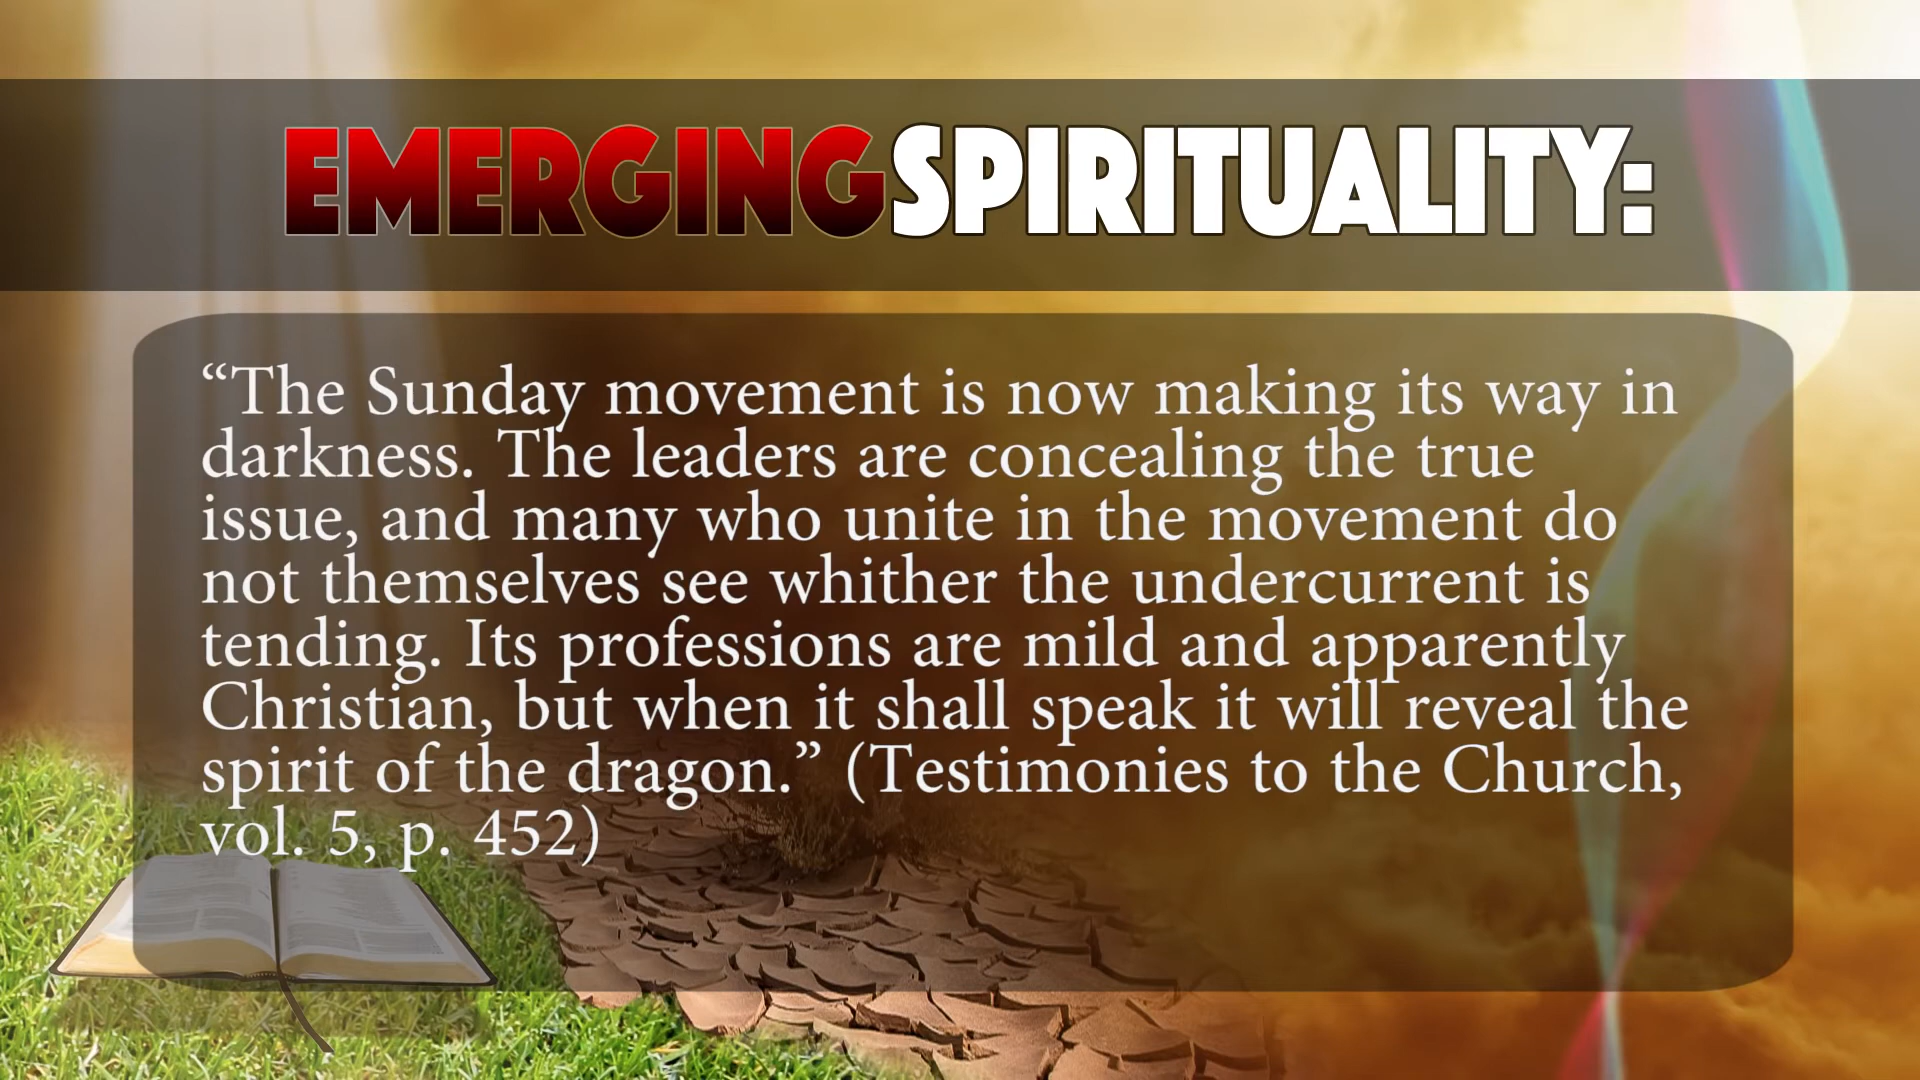 EMERGING SPIRITUALITY:
“The Sunday movement is now making its way in
darkness. The leaders are concealing the true
issue, and many who unite in the movement do
not themselves see whither the undercurrent is
tending. Its professions are mild and apparently
Christian, but when it shall speak it will reveal the
spirit of the dragon.” (Testimonies to the Church,
vol. 5, p. 452)